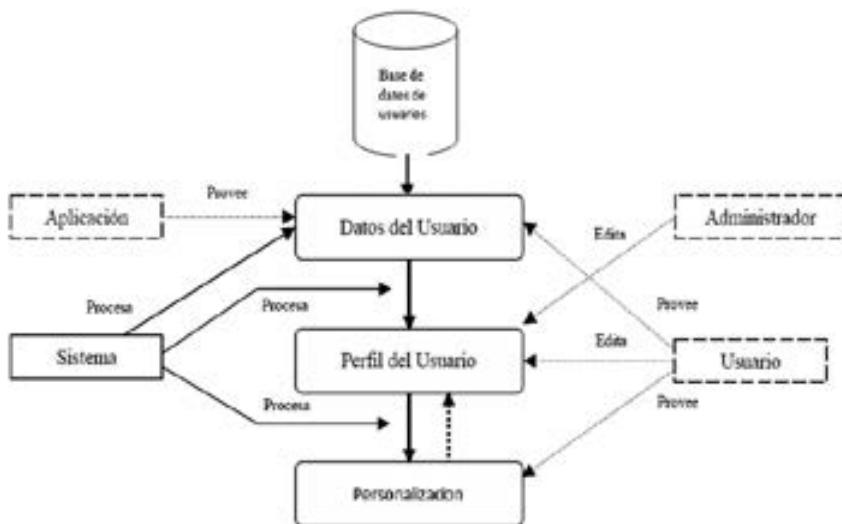 Base de
datos de
usuarios
Provee
Aplicación
Datos del Usuario
Administrador
Edita
Procesa
Procesa
Provee
Sistema
Perfil del Usuario
Edita
Usuario
Procesa
Provee
Personalizacion